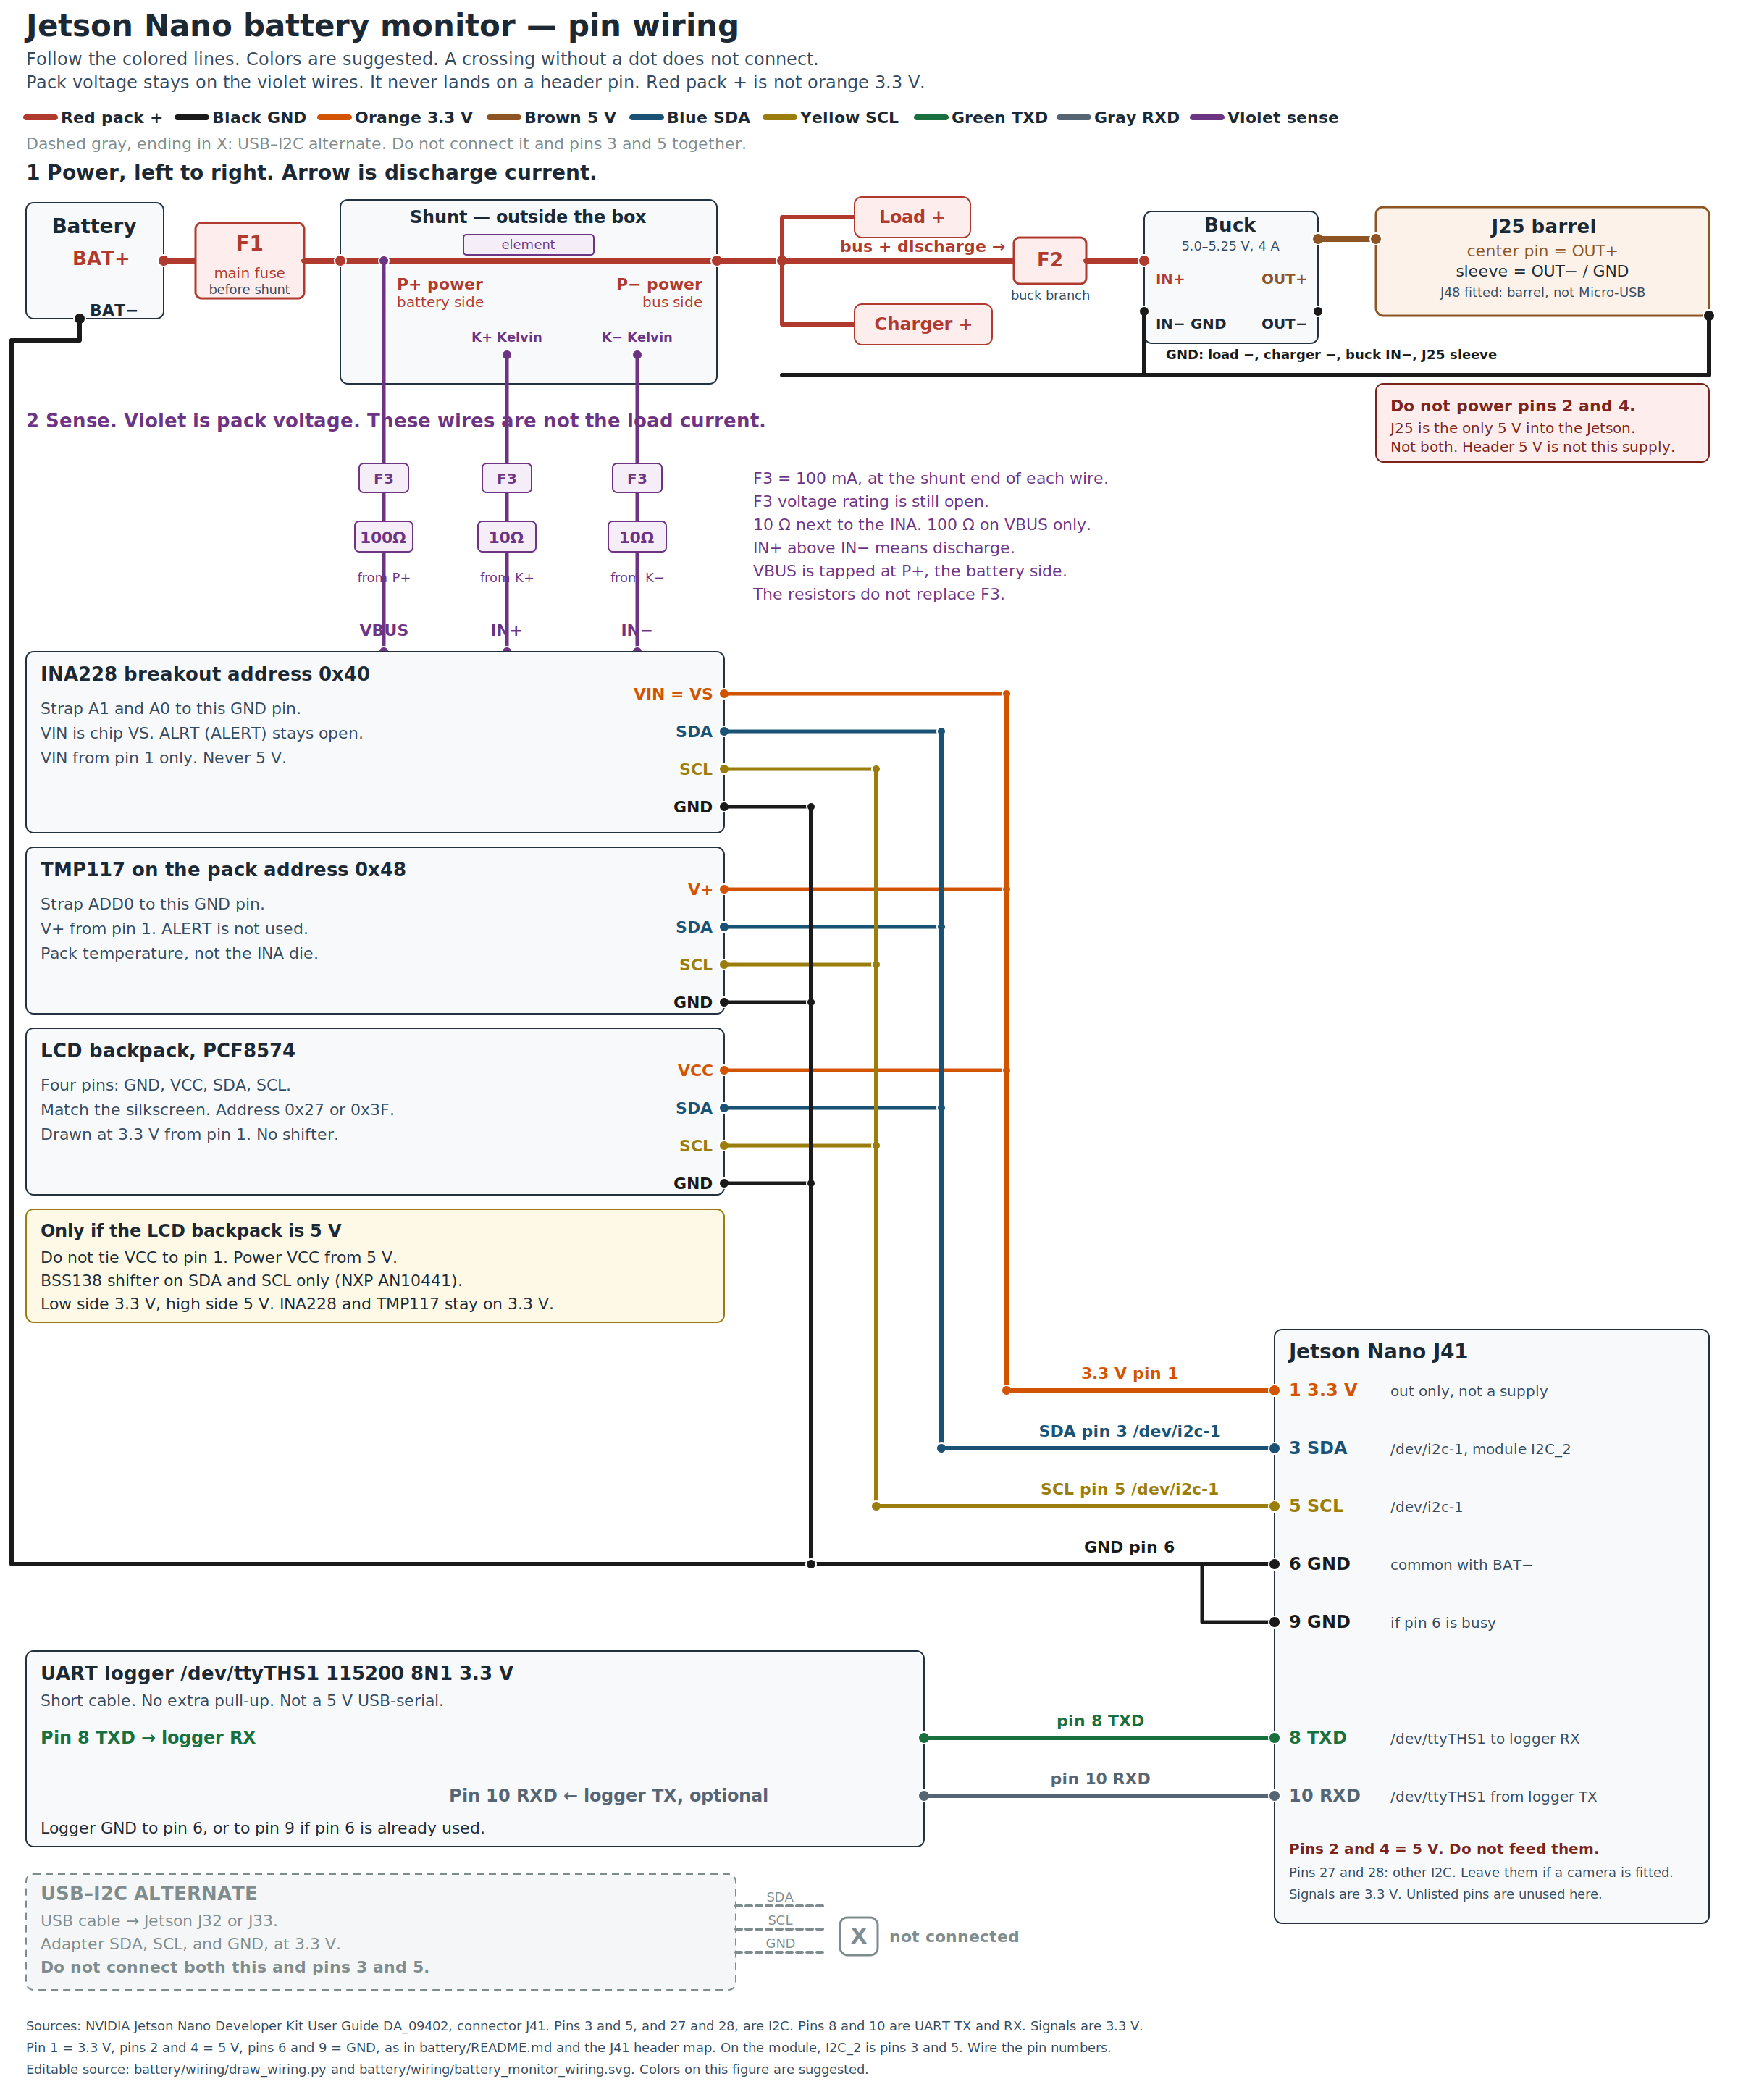 Jetson Nano battery monitor — pin wiring
Follow the colored lines. Colors are suggested. A crossing without a dot does not connect.
Pack voltage stays on the violet wires. It never lands on a header pin. Red pack + is not orange 3.3 V.
Red pack +
Black GND
Orange 3.3 V
Brown 5 V
Blue SDA
Yellow SCL
Green TXD
Gray RXD
Violet sense
Dashed gray, ending in X: USB–I2C alternate. Do not connect it and pins 3 and 5 together.
1 Power, left to right. Arrow is discharge current.
Battery
BAT+
BAT−
F1
main fuse
before shunt
Shunt — outside the box
element
P+ power
battery side
P− power
bus side
K+ Kelvin
K− Kelvin
Load +
bus + discharge →
Charger +
F2
buck branch
Buck
5.0–5.25 V, 4 A
IN+
OUT+
IN− GND
OUT−
J25 barrel
center pin = OUT+
sleeve = OUT− / GND
J48 fitted: barrel, not Micro-USB
GND: load −, charger −, buck IN−, J25 sleeve
Do not power pins 2 and 4.
J25 is the only 5 V into the Jetson.
Not both. Header 5 V is not this supply.
2 Sense. Violet is pack voltage. These wires are not the load current.
F3
F3
F3
100Ω
10Ω
10Ω
from P+
from K+
from K−
VBUS
IN+
IN−
F3 = 100 mA, at the shunt end of each wire.
F3 voltage rating is still open.
10 Ω next to the INA. 100 Ω on VBUS only.
IN+ above IN− means discharge.
VBUS is tapped at P+, the battery side.
The resistors do not replace F3.
INA228 breakout address 0x40
Strap A1 and A0 to this GND pin.
VIN is chip VS. ALRT (ALERT) stays open.
VIN from pin 1 only. Never 5 V.
VIN = VS
SDA
SCL
GND
TMP117 on the pack address 0x48
Strap ADD0 to this GND pin.
V+ from pin 1. ALERT is not used.
Pack temperature, not the INA die.
V+
SDA
SCL
GND
LCD backpack, PCF8574
Four pins: GND, VCC, SDA, SCL.
Match the silkscreen. Address 0x27 or 0x3F.
Drawn at 3.3 V from pin 1. No shifter.
VCC
SDA
SCL
GND
Only if the LCD backpack is 5 V
Do not tie VCC to pin 1. Power VCC from 5 V.
BSS138 shifter on SDA and SCL only (NXP AN10441).
Low side 3.3 V, high side 5 V. INA228 and TMP117 stay on 3.3 V.
3.3 V pin 1
SDA pin 3 /dev/i2c-1
SCL pin 5 /dev/i2c-1
GND pin 6
Jetson Nano J41
1 3.3 V out only, not a supply
3 SDA /dev/i2c-1, module I2C_2
5 SCL /dev/i2c-1
6 GND common with BAT−
9 GND if pin 6 is busy
8 TXD /dev/ttyTHS1 to logger RX
10 RXD /dev/ttyTHS1 from logger TX
Pins 2 and 4 = 5 V. Do not feed them.
Pins 27 and 28: other I2C. Leave them if a camera is fitted.
Signals are 3.3 V. Unlisted pins are unused here.
UART logger /dev/ttyTHS1 115200 8N1 3.3 V
Short cable. No extra pull-up. Not a 5 V USB-serial.
Pin 8 TXD → logger RX
Pin 10 RXD ← logger TX, optional
Logger GND to pin 6, or to pin 9 if pin 6 is already used.
pin 8 TXD
pin 10 RXD
USB–I2C ALTERNATE
USB cable → Jetson J32 or J33.
Adapter SDA, SCL, and GND, at 3.3 V.
Do not connect both this and pins 3 and 5.
SDA
SCL
GND
X
not connected
Sources: NVIDIA Jetson Nano Developer Kit User Guide DA_09402, connector J41. Pins 3 and 5, and 27 and 28, are I2C. Pins 8 and 10 are UART TX and RX. Signals are 3.3 V.
Pin 1 = 3.3 V, pins 2 and 4 = 5 V, pins 6 and 9 = GND, as in battery/README.md and the J41 header map. On the module, I2C_2 is pins 3 and 5. Wire the pin numbers.
Editable source: battery/wiring/draw_wiring.py and battery/wiring/battery_monitor_wiring.svg. Colors on this figure are suggested.